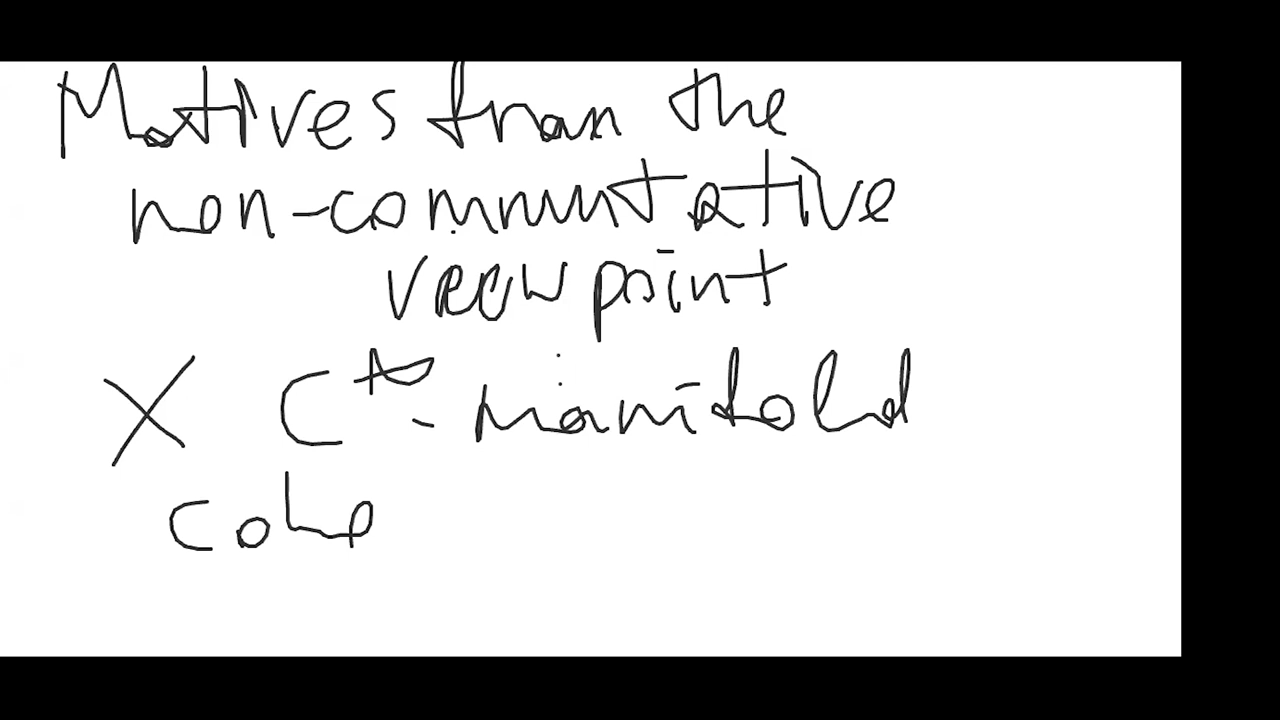 Motives from the
non-commutative
viewpoint
X C^∞ - manifold
coho